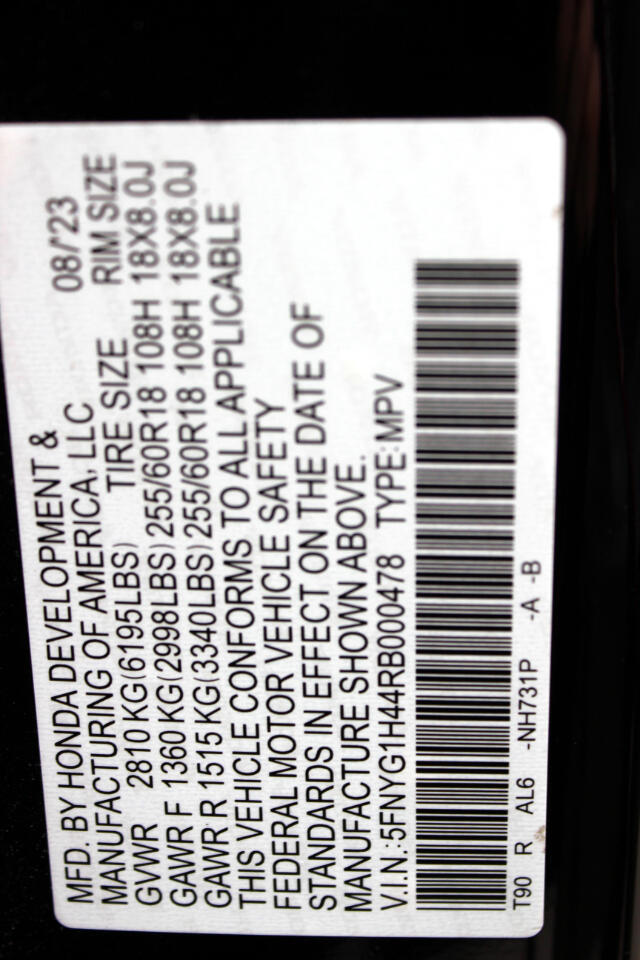 MFD. BY HONDA DEVELOPMENT & 08/'23
MANUFACTURING OF AMERICA, LLC
GVWR 2810 KG(6195LBS) TIRE SIZE RIM SIZE
GAWR F 1360 KG(2998LBS) 255/60R18 108H 18X8.0J
GAWR R 1515 KG(3340LBS) 255/60R18 108H 18X8.0J
THIS VEHICLE CONFORMS TO ALL APPLICABLE
FEDERAL MOTOR VEHICLE SAFETY
STANDARDS IN EFFECT ON THE DATE OF
MANUFACTURE SHOWN ABOVE.
V.I.N.:5FNYG1H44RB000478 TYPE:MPV
T90 R AL6 -NH731P -A -B